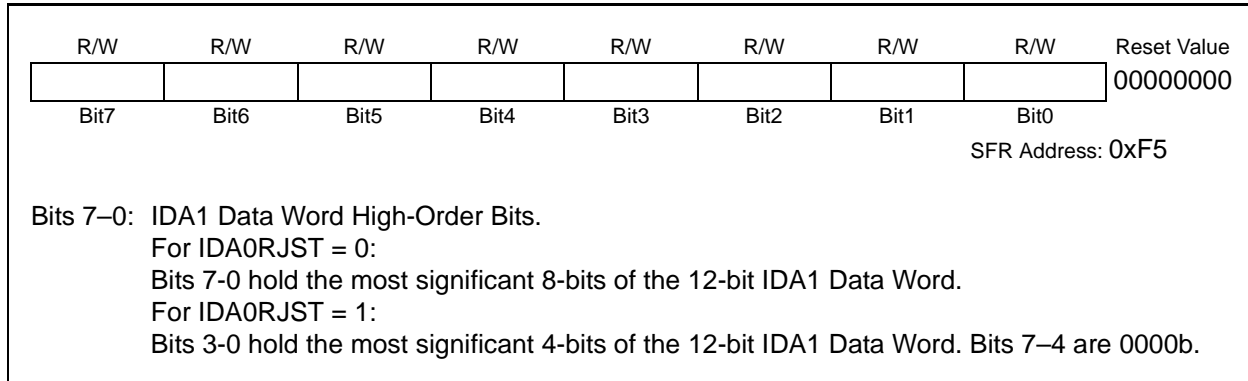 R/W R/W R/W R/W R/W R/W R/W R/W Reset Value
00000000
Bit7 Bit6 Bit5 Bit4 Bit3 Bit2 Bit1 Bit0
SFR Address: 0xF5
Bits 7–0: IDA1 Data Word High-Order Bits.
For IDA0RJST = 0:
Bits 7-0 hold the most significant 8-bits of the 12-bit IDA1 Data Word.
For IDA0RJST = 1:
Bits 3-0 hold the most significant 4-bits of the 12-bit IDA1 Data Word. Bits 7–4 are 0000b.